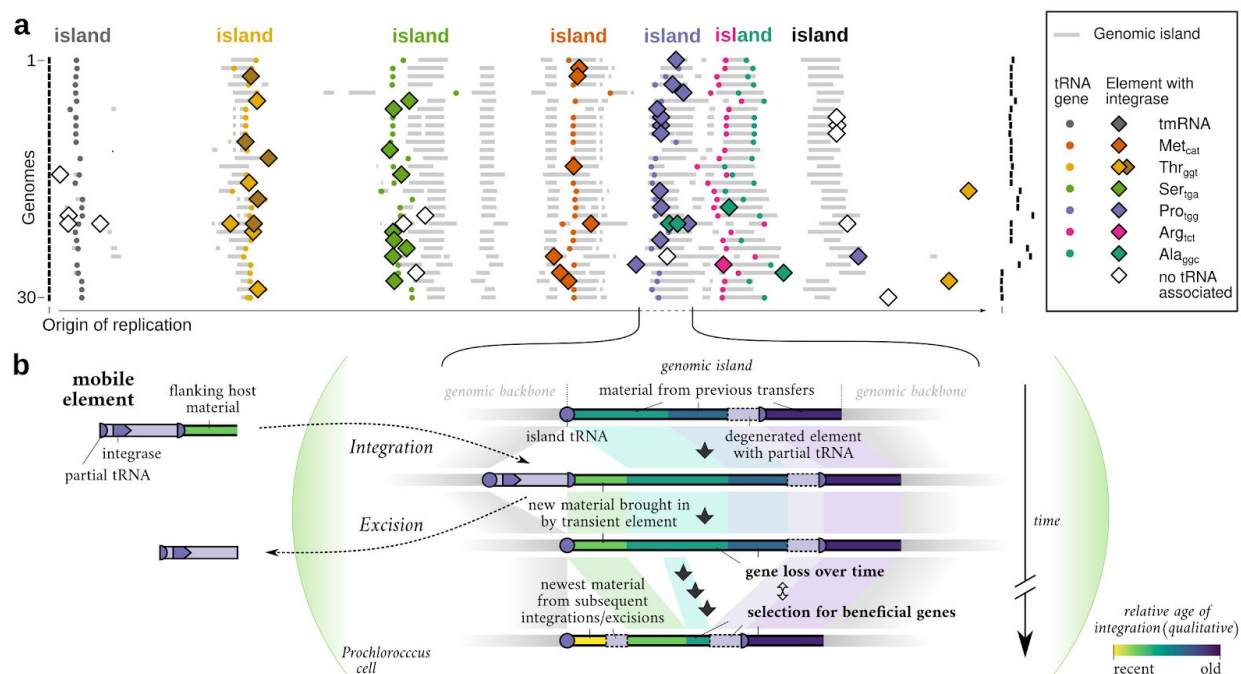 a
island island island island island island island
Genomic island
tRNA gene
Element with integrase
tmRNA
Metcat
Thrggt
Sertga
Protgg
Argtct
Alaggc
no tRNA
associated
1
Genomes
30
Origin of replication
b
mobile
element
flanking host
material
integrase
partial tRNA
Integration
Excision
genomic island
genomic backbone
material from previous transfers
genomic backbone
island tRNA
degenerated element
with partial tRNA
new material brought in
by transient element
gene loss over time
newest material
from subsequent
integrations/excisions
selection for beneficial genes
Prochlorocccus
cell
time
relative age of
integration (qualitative)
recent old